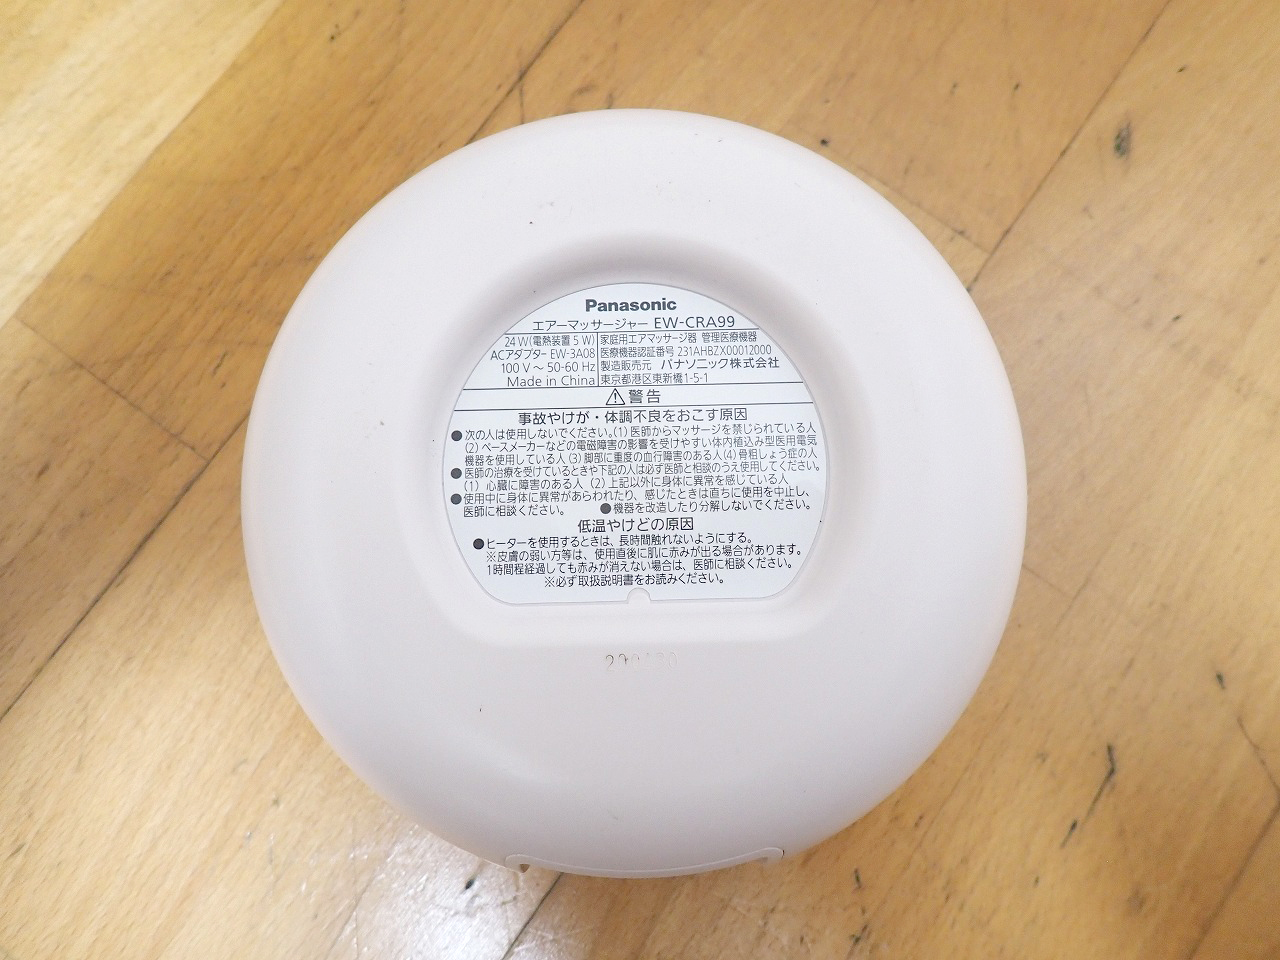 Panasonic
エアーマッサージャー EW-CRA99
24 W(電熱装置 5 W)
ACアダプター EW-3A08
100 V ～ 50-60 Hz
Made in China
家庭用エアマッサージ器 管理医療機器
医療機器認証番号 231AHBZX00012000
製造販売元 パナソニック株式会社
東京都港区東新橋1-5-1
⚠警告
事故やけが・体調不良をおこす原因
●次の人は使用しないでください。(1) 医師からマッサージを禁じられている人
(2) ペースメーカーなどの電磁障害の影響を受けやすい体内植込み型医用電気
機器を使用している人 (3) 脚部に重度の血行障害のある人 (4) 骨粗しょう症の人
●医師の治療を受けているときや下記の人は必ず医師と相談のうえ使用してください。
(1) 心臓に障害のある人 (2) 上記以外に身体に異常を感じている人
●使用中に身体に異常があらわれたり、感じたときは直ちに使用を中止し、
医師に相談ください。 ●機器を改造したり分解しないでください。
低温やけどの原因
●ヒーターを使用するときは、長時間触れないようにする。
※皮膚の弱い方等は、使用直後に肌に赤みが出る場合があります。
1時間程経過しても赤みが消えない場合は、医師に相談ください。
※必ず取扱説明書をお読みください。